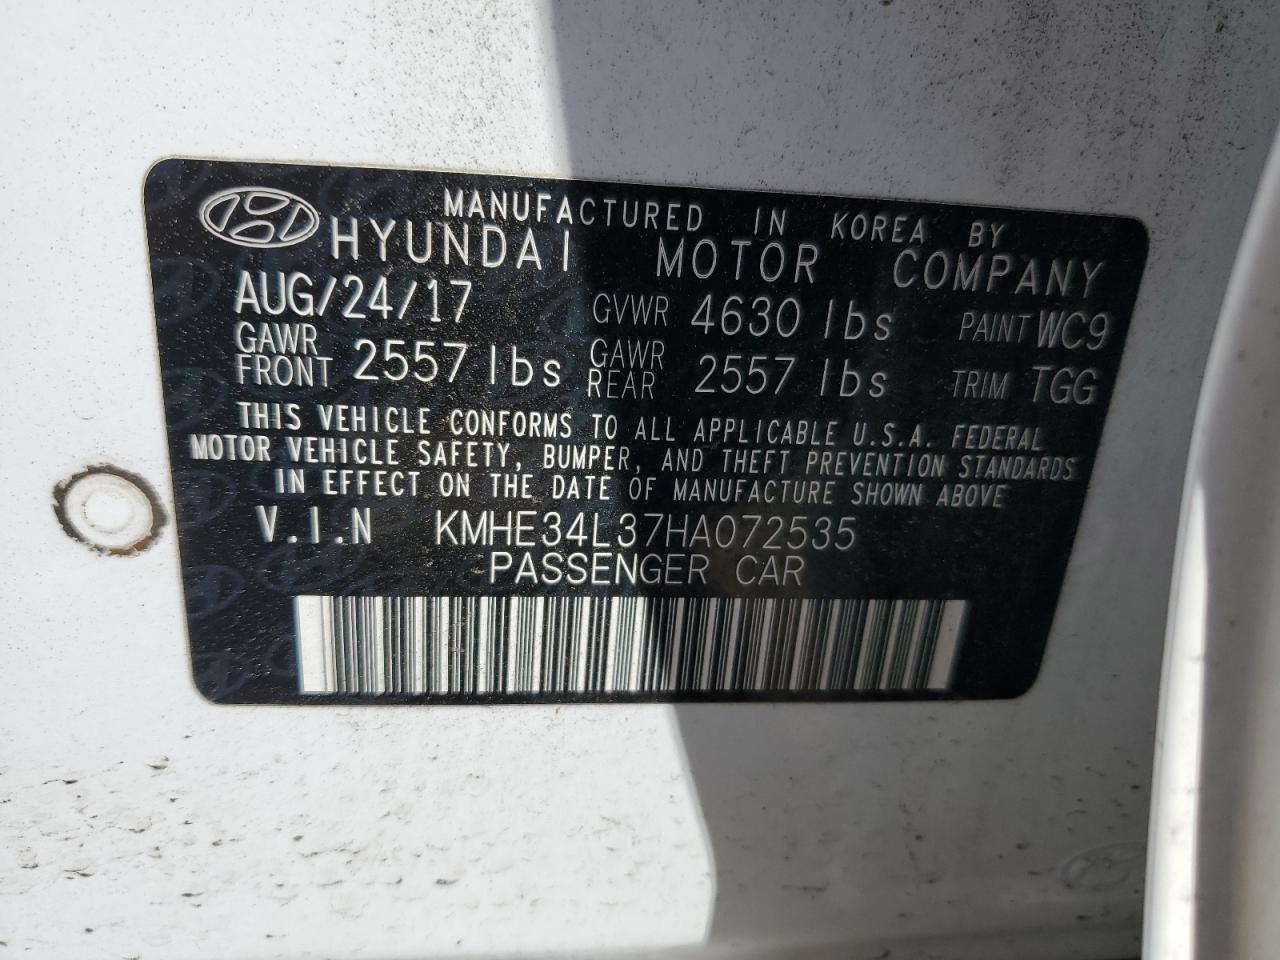 MANUFACTURED IN KOREA BY
HYUNDAI MOTOR COMPANY
AUG/24/17 GVWR 4630 lbs PAINT WC9
GAWR FRONT 2557 lbs GAWR REAR 2557 lbs TRIM TGG
THIS VEHICLE CONFORMS TO ALL APPLICABLE U.S.A. FEDERAL
MOTOR VEHICLE SAFETY, BUMPER, AND THEFT PREVENTION STANDARDS
IN EFFECT ON THE DATE OF MANUFACTURE SHOWN ABOVE
V.I.N KMHE34L37HA072535
PASSENGER CAR